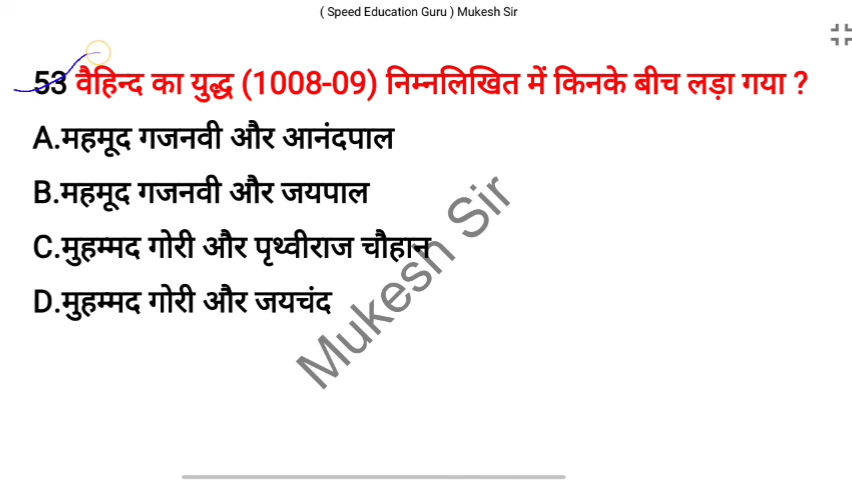 ( Speed Education Guru ) Mukesh Sir
53 वैहिन्द का युद्ध (1008-09) निम्नलिखित में किनके बीच लड़ा गया ?
A.महमूद गजनवी और आनंदपाल
B.महमूद गजनवी और जयपाल
C.मुहम्मद गोरी और पृथ्वीराज चौहान
D.मुहम्मद गोरी और जयचंद
Mukesh Sir